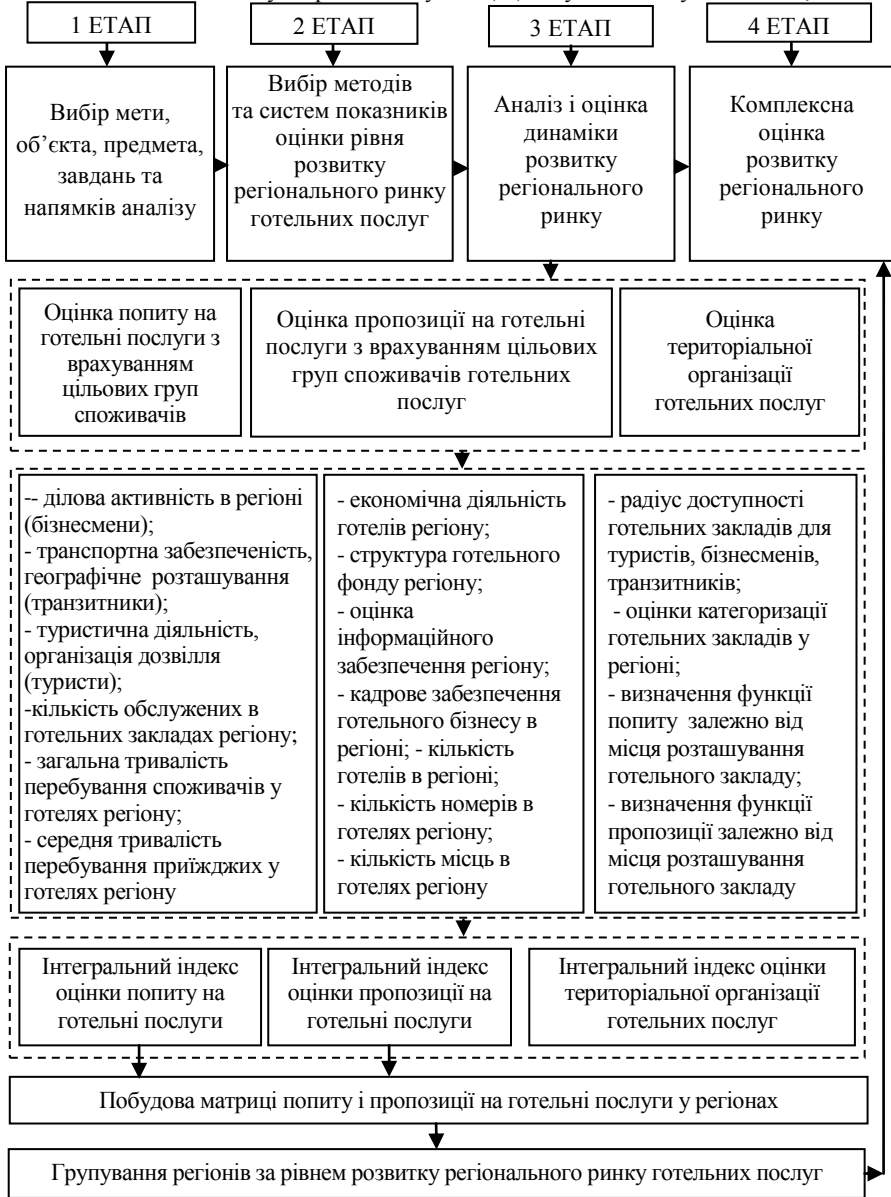 1 ЕТАП
2 ЕТАП
3 ЕТАП
4 ЕТАП
Вибір мети,
об’єкта, предмета,
завдань та
напямків аналізу
Вибір методів
та систем показників
оцінки рівня
розвитку
регіонального ринку
готельних послуг
Аналіз і оцінка
динаміки
розвитку
регіонального
ринку
Комплексна
оцінка
розвитку
регіонального
ринку
Оцінка попиту на
готельні послуги з
врахуванням
цільових груп
споживачів
Оцінка пропозиції на готельні
послуги з врахуванням цільових
груп споживачів готельних
послуг
Оцінка
територіальної
організації
готельних послуг
-- ділова активність в регіоні
(бізнесмени);
- транспортна забезпеченість,
географічне розташування
(транзитники);
- туристична діяльність,
організація дозвілля
(туристи);
-кількість обслужених в
готельних закладах регіону;
- загальна тривалість
перебування споживачів у
готелях регіону;
- середня тривалість
перебування приїжджих у
готелях регіону
- економічна діяльність
готелів регіону;
- структура готельного
фонду регіону;
- оцінка
інформаційного
забезпечення регіону;
- кадрове забезпечення
готельного бізнесу в
регіоні; - кількість
готелів в регіоні;
- кількість номерів в
готелях регіону;
- кількість місць в
готелях регіону
- радіус доступності
готельних закладів для
туристів, бізнесменів,
транзитників;
- оцінки категоризації
готельних закладів у
регіоні;
- визначення функції
попиту залежно від
місця розташування
готельного закладу;
- визначення функції
пропозиції залежно від
місця розташування
готельного закладу
Інтегральний індекс
оцінки попиту на
готельні послуги
Інтегральний індекс
оцінки пропозиції на
готельні послуги
Інтегральний індекс оцінки
територіальної організації
готельних послуг
Побудова матриці попиту і пропозиції на готельні послуги у регіонах
Групування регіонів за рівнем розвитку регіонального ринку готельних послуг